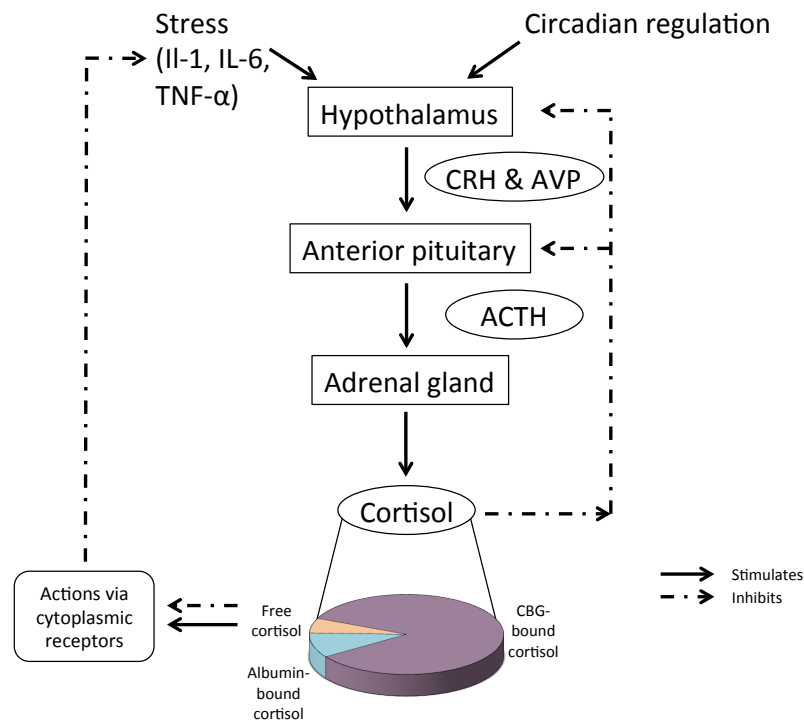 Stress
(Il-1, IL-6,
TNF-α)
Circadian regulation
Hypothalamus
CRH & AVP
Anterior pituitary
ACTH
Adrenal gland
Cortisol
Actions via
cytoplasmic
receptors
Free
cortisol
Albumin-
bound
cortisol
CBG-
bound
cortisol
Stimulates
Inhibits